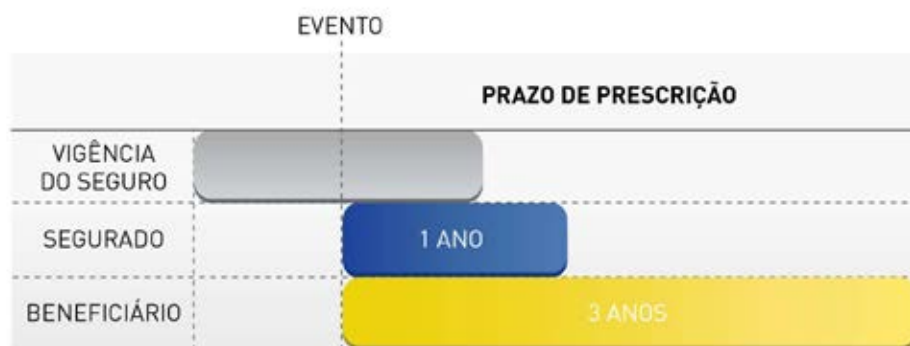 EVENTO
PRAZO DE PRESCRIÇÃO
VIGÊNCIA
DO SEGURO
SEGURADO
1 ANO
BENEFICIÁRIO
3 ANOS